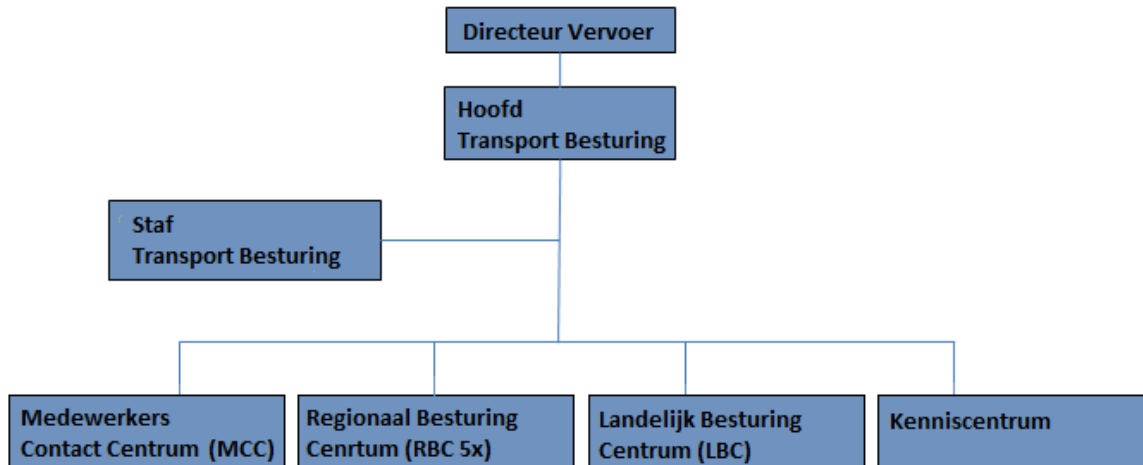 Directeur Vervoer
Hoofd
Transport Besturing
Staf
Transport Besturing
Medewerkers
Contact Centrum (MCC)
Regionaal Besturing
Cenrtum (RBC 5x)
Landelijk Besturing
Centrum (LBC)
Kenniscentrum